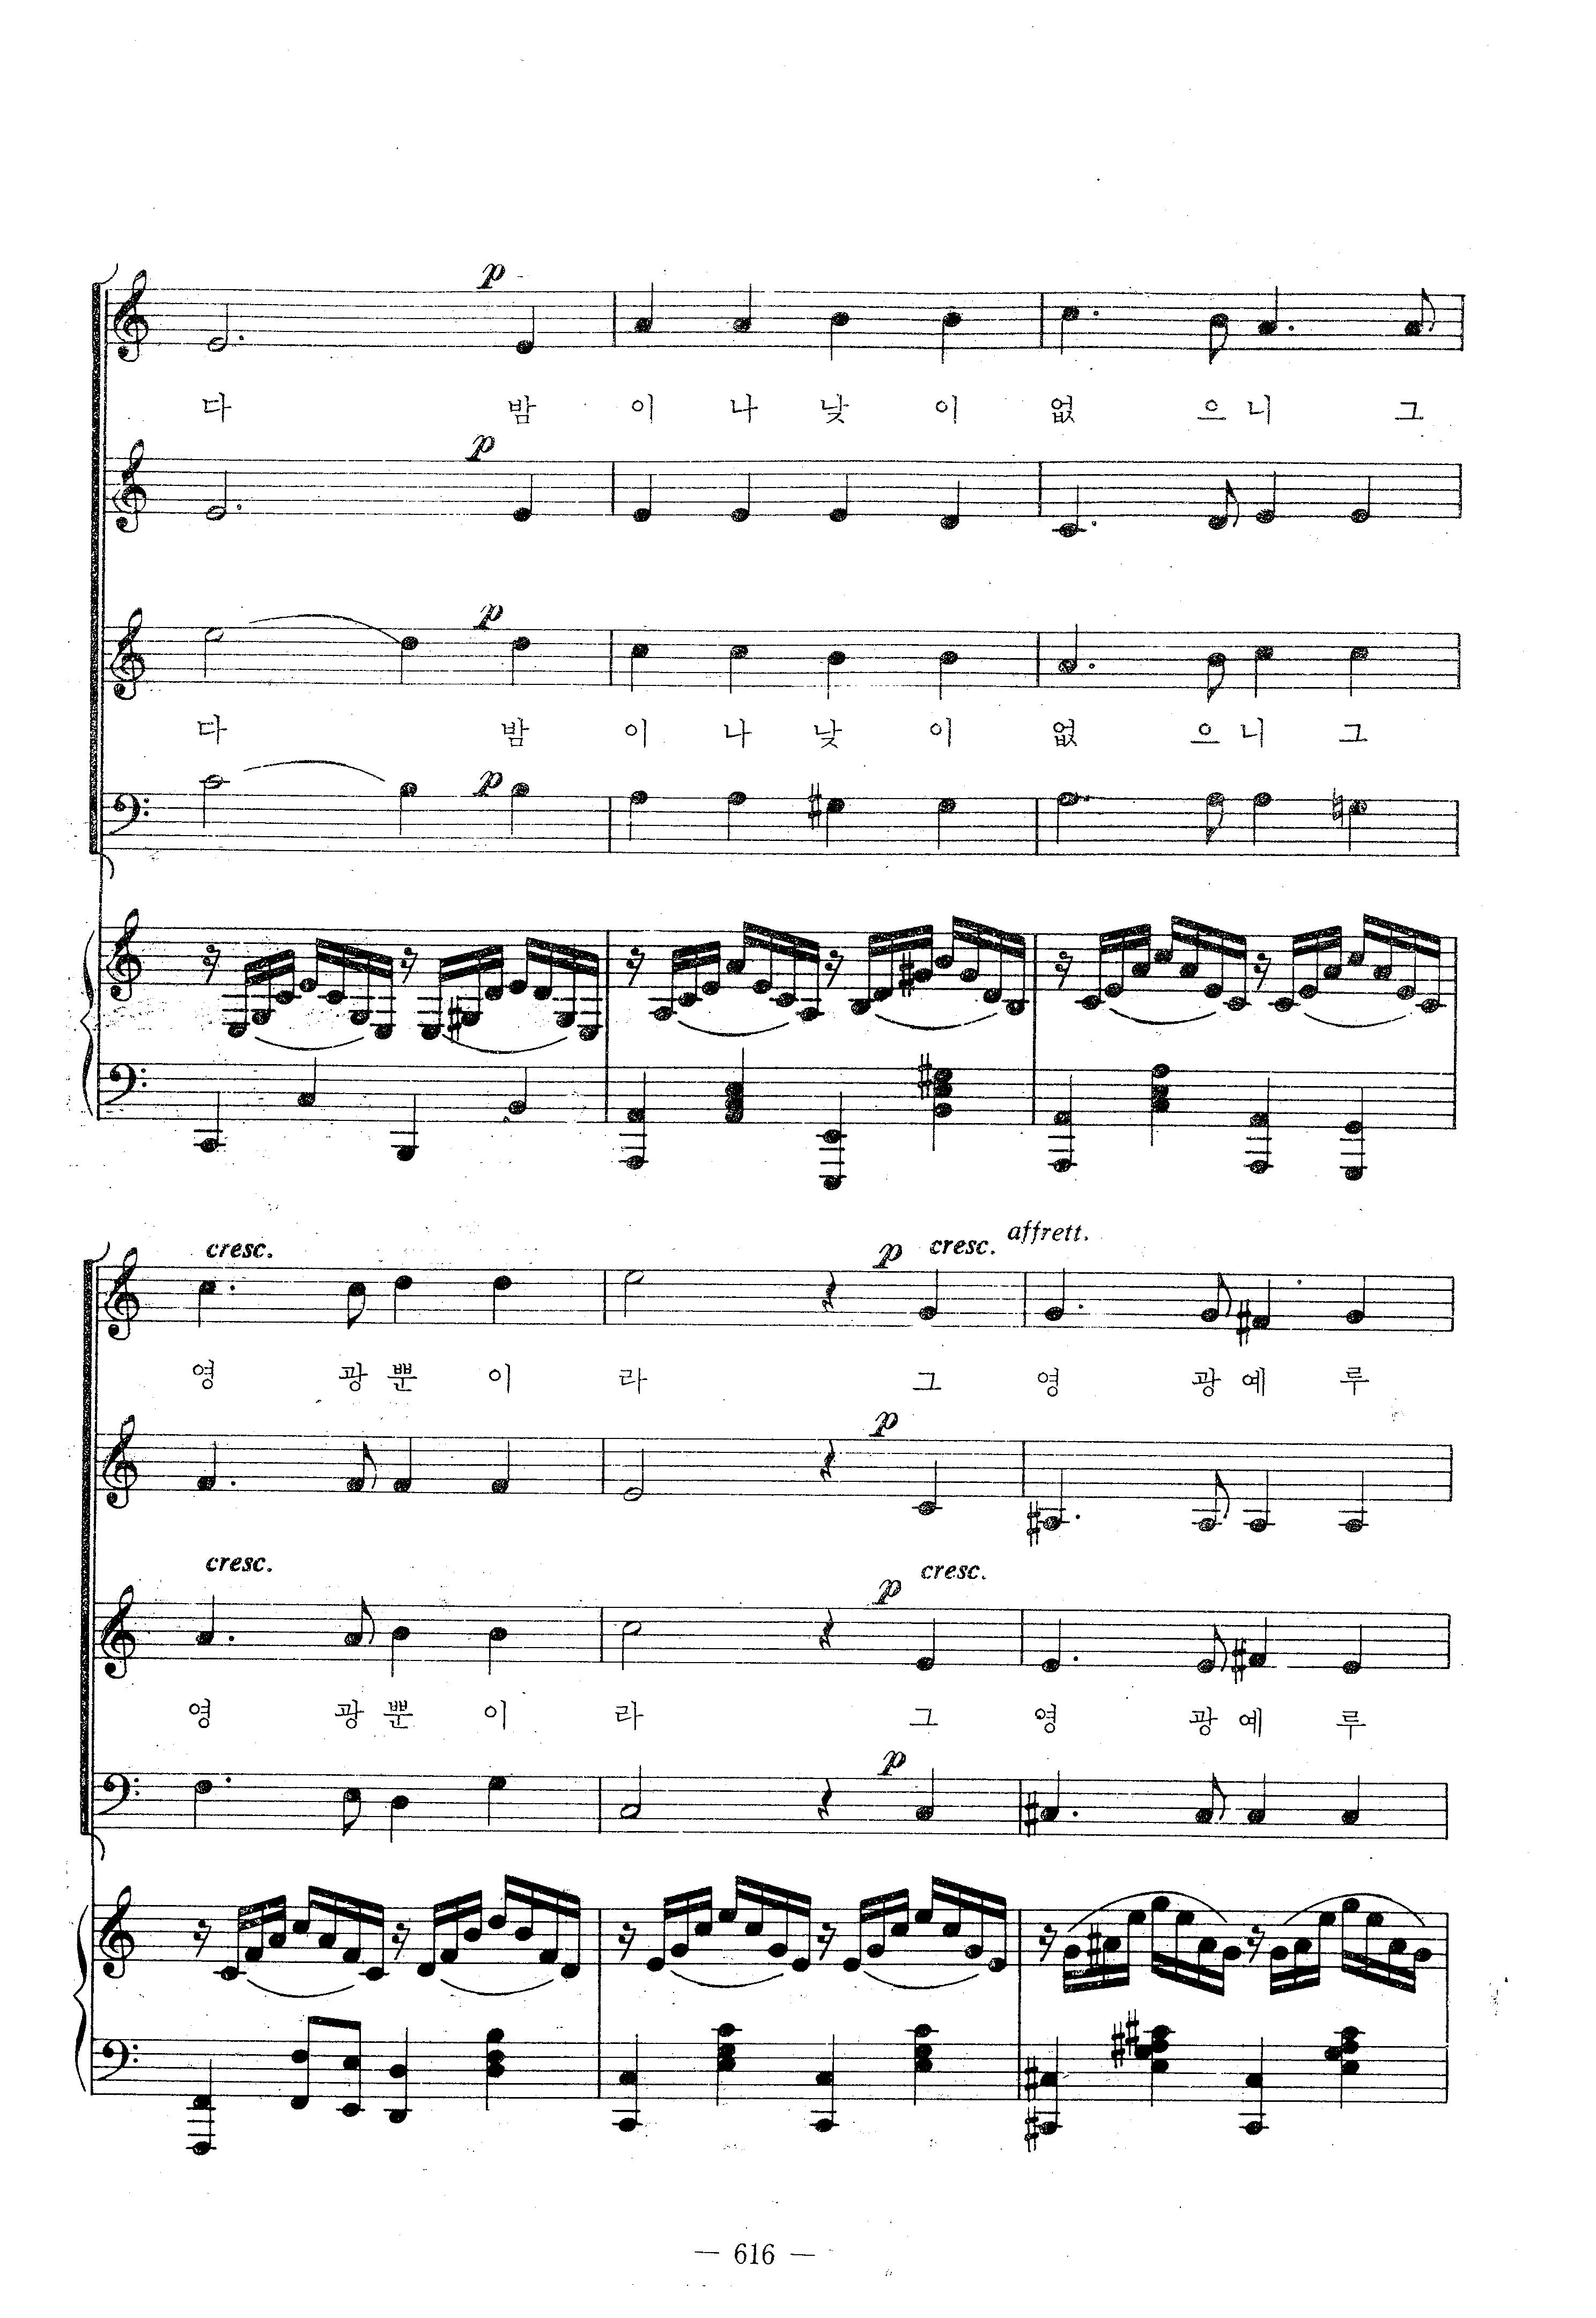 p
다 밤 이 나 낮 이 없 으 니 그
p
p
다 밤 이 나 낮 이 없 으 니 그
p
cresc. p cresc. affrett.
영 광 뿐 이 라 그 영 광 예 루
p
cresc. p cresc.
영 광 뿐 이 라 그 영 광 예 루
p
— 616 —